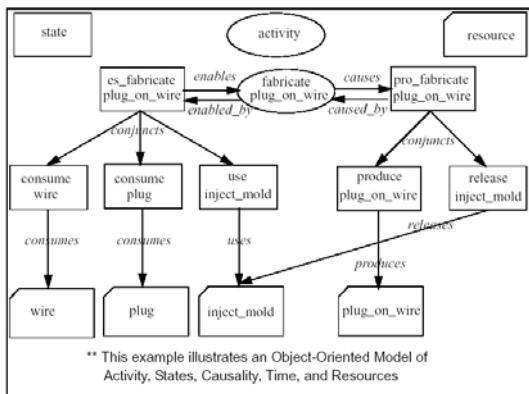 state
activity
resource
cs_fabricate
plug_on_wire
enables
enabled_by
fabricate
plug_on_wire
causes
caused_by
pro_fabricate
plug_on_wire
conjuncts
conjuncts
consume
wire
consume
plug
use
inject_mold
produce
plug_on_wire
release
inject_mold
consumes
consumes
uses
releases
produces
wire
plug
inject_mold
plug_on_wire
** This example illustrates an Object-Oriented Model of
Activity, States, Causality, Time, and Resources